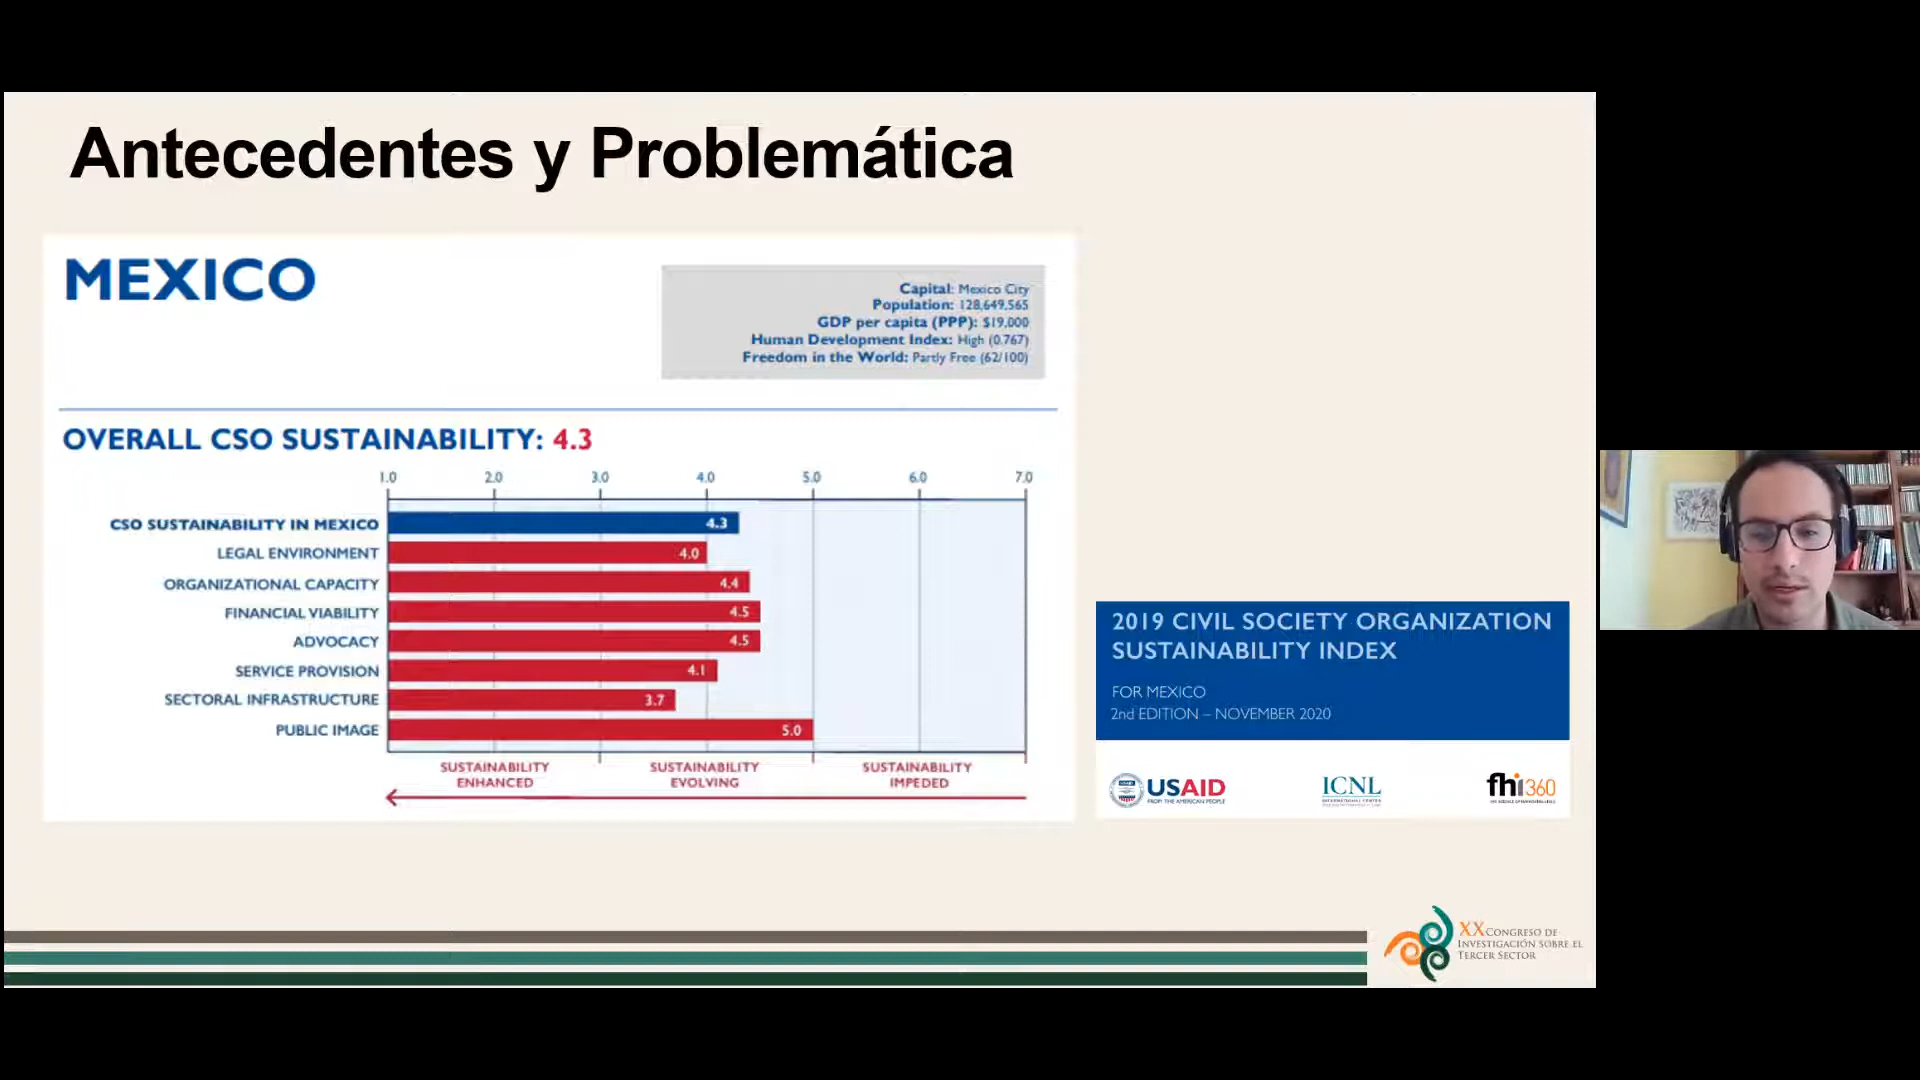 Antecedentes y Problemática
MEXICO
Capital: Mexico City
Population: 128,649,565
GDP per capita (PPP): $19,000
Human Development Index: High (0.767)
Freedom in the World: Partly Free (62/100)
OVERALL CSO SUSTAINABILITY: 4.3
1.0 2.0 3.0 4.0 5.0 6.0 7.0
CSO SUSTAINABILITY IN MEXICO 4.3
LEGAL ENVIRONMENT 4.0
ORGANIZATIONAL CAPACITY 4.4
FINANCIAL VIABILITY 4.5
ADVOCACY 4.5
SERVICE PROVISION 4.1
SECTORAL INFRASTRUCTURE 3.7
PUBLIC IMAGE 5.0
SUSTAINABILITY ENHANCED
SUSTAINABILITY EVOLVING
SUSTAINABILITY IMPEDED
2019 CIVIL SOCIETY ORGANIZATION
SUSTAINABILITY INDEX
FOR MEXICO
2nd EDITION – NOVEMBER 2020
USAID
FROM THE AMERICAN PEOPLE
ICNL
fhi360
XX CONGRESO DE
INVESTIGACIÓN SOBRE EL
TERCER SECTOR